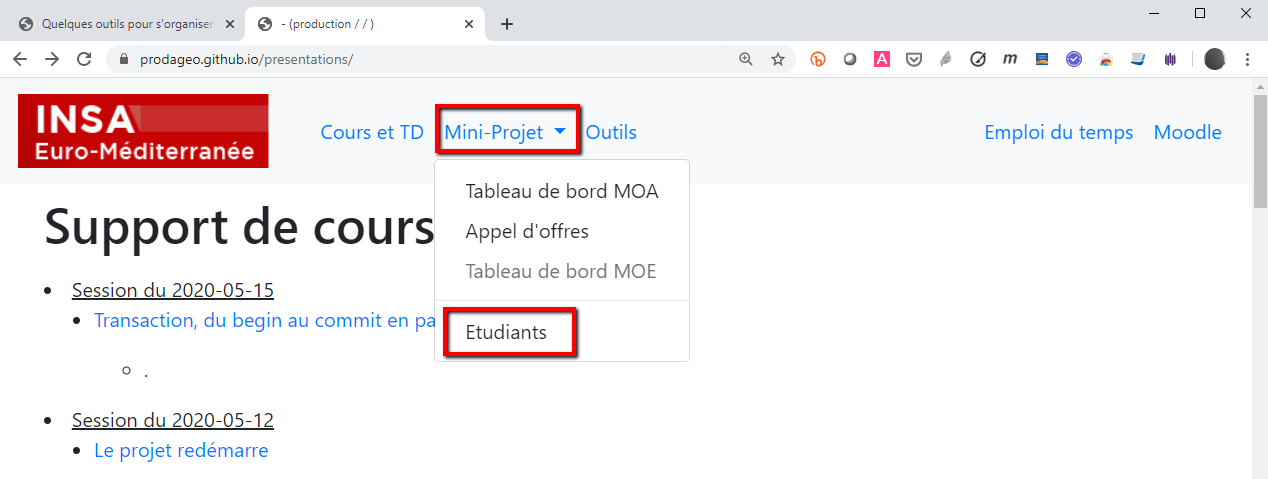 Quelques outils pour s'organiser
- (production / / )
prodageo.github.io/presentations/
INSA
Euro-Méditerranée
Cours et TD
Mini-Projet
Outils
Emploi du temps
Moodle
Tableau de bord MOA
Appel d'offres
Tableau de bord MOE
Etudiants
Support de cours
Session du 2020-05-15
Transaction, du begin au commit en pa
.
Session du 2020-05-12
Le projet redémarre